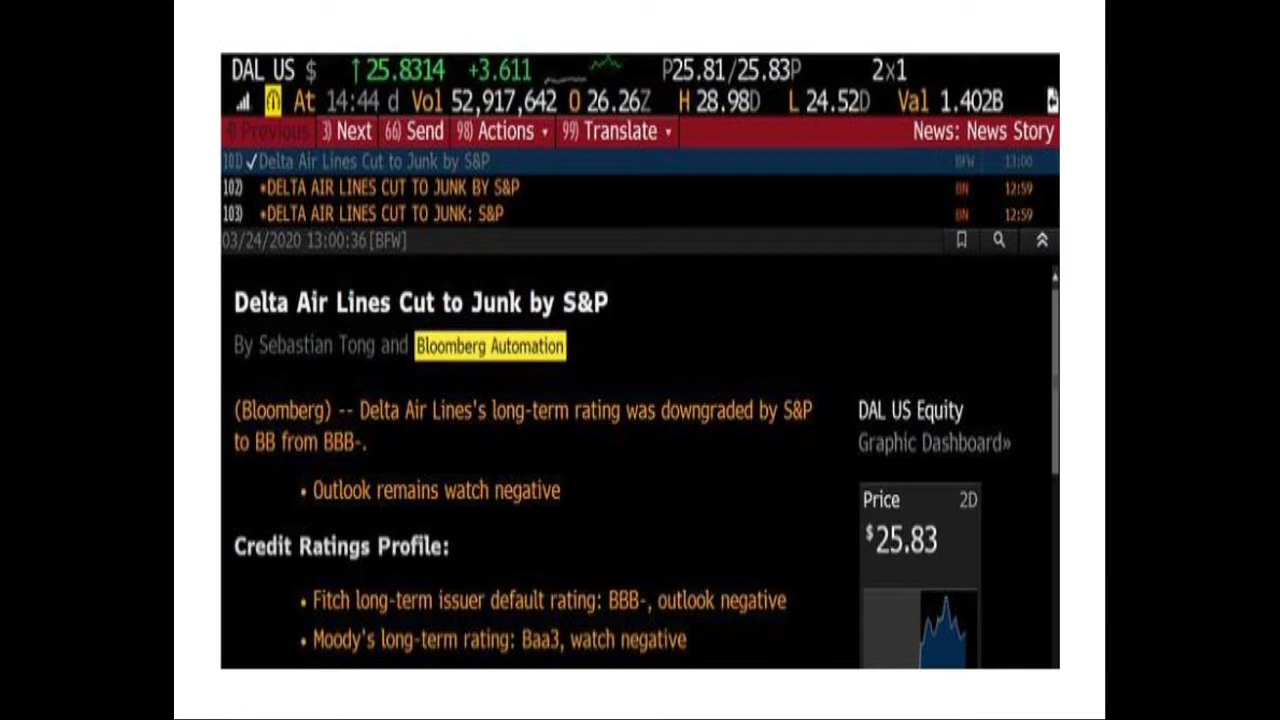 DAL US $ ↑25.8314 +3.611 P25.81/25.83P 2x1
At 14:44 d Vol 52,917,642 O 26.26Z H 28.98D L 24.52D Val 1.402B
4) Previous 3) Next 66) Send 98) Actions 99) Translate News: News Story
101) ✓Delta Air Lines Cut to Junk by S&P BFW 13:00
102) *DELTA AIR LINES CUT TO JUNK BY S&P BN 12:59
103) *DELTA AIR LINES CUT TO JUNK: S&P BN 12:59
03/24/2020 13:00:36[BFW]
Delta Air Lines Cut to Junk by S&P
By Sebastian Tong and Bloomberg Automation
(Bloomberg) -- Delta Air Lines's long-term rating was downgraded by S&P
to BB from BBB-.
• Outlook remains watch negative
Credit Ratings Profile:
• Fitch long-term issuer default rating: BBB-, outlook negative
• Moody's long-term rating: Baa3, watch negative
DAL US Equity
Graphic Dashboard»
Price 2D
$25.83